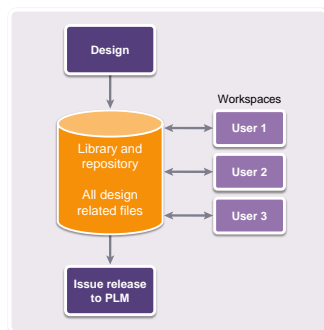 Design
Workspaces
Library and
repository
All design
related files
User 1
User 2
User 3
Issue release
to PLM